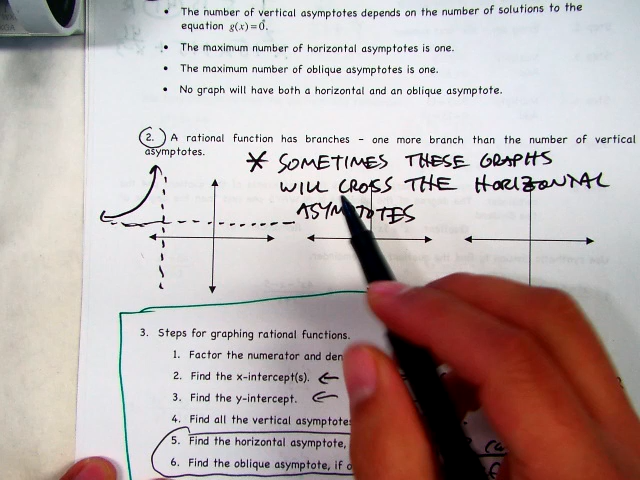 • The number of vertical asymptotes depends on the number of solutions to the
equation g(x)=0.
• The maximum number of horizontal asymptotes is one.
• The maximum number of oblique asymptotes is one.
• No graph will have both a horizontal and an oblique asymptote.
2. A rational function has branches – one more branch than the number of vertical
asymptotes.
* SOMETIMES THESE GRAPHS
WILL CROSS THE HORIZONTAL
ASYMPTOTES
3. Steps for graphing rational functions.
1. Factor the numerator and den
2. Find the x-intercept(s). ←
3. Find the y-intercept. ←
4. Find all the vertical asymptote
5. Find the horizontal asymptote,
6. Find the oblique asymptote, if